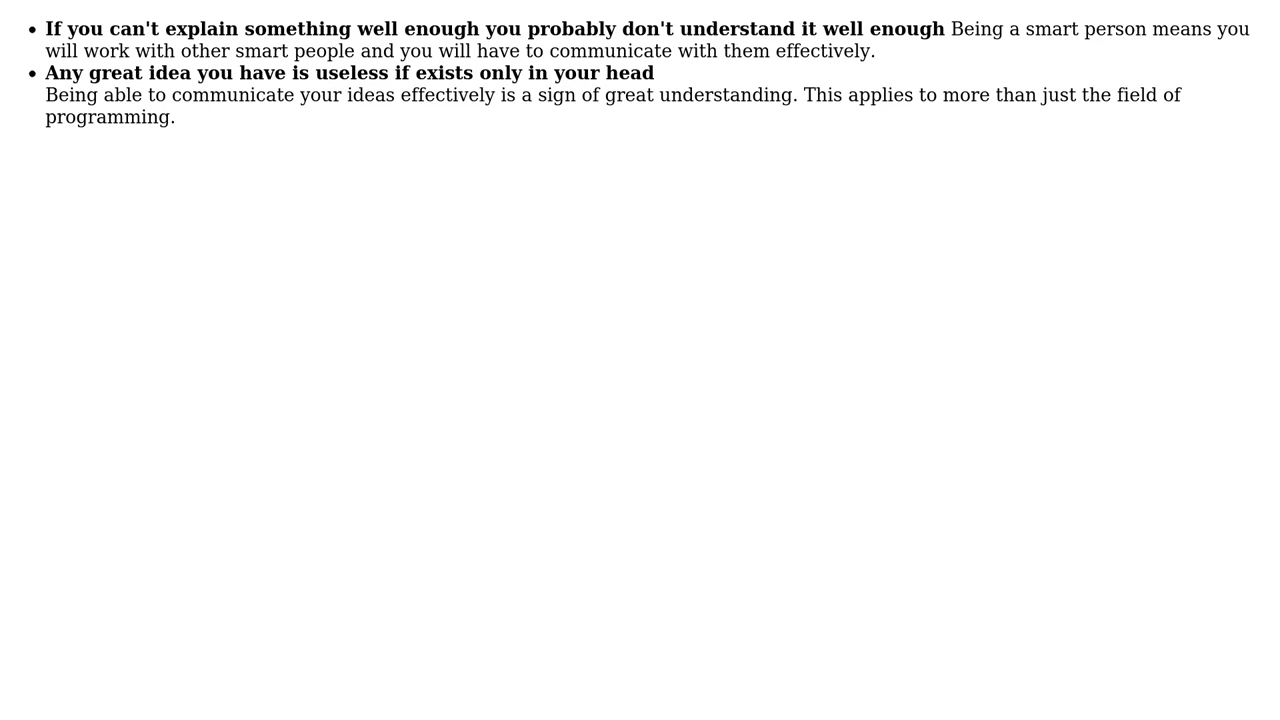 If you can't explain something well enough you probably don't understand it well enough Being a smart person means you
will work with other smart people and you will have to communicate with them effectively.
Any great idea you have is useless if exists only in your head
Being able to communicate your ideas effectively is a sign of great understanding. This applies to more than just the field of
programming.